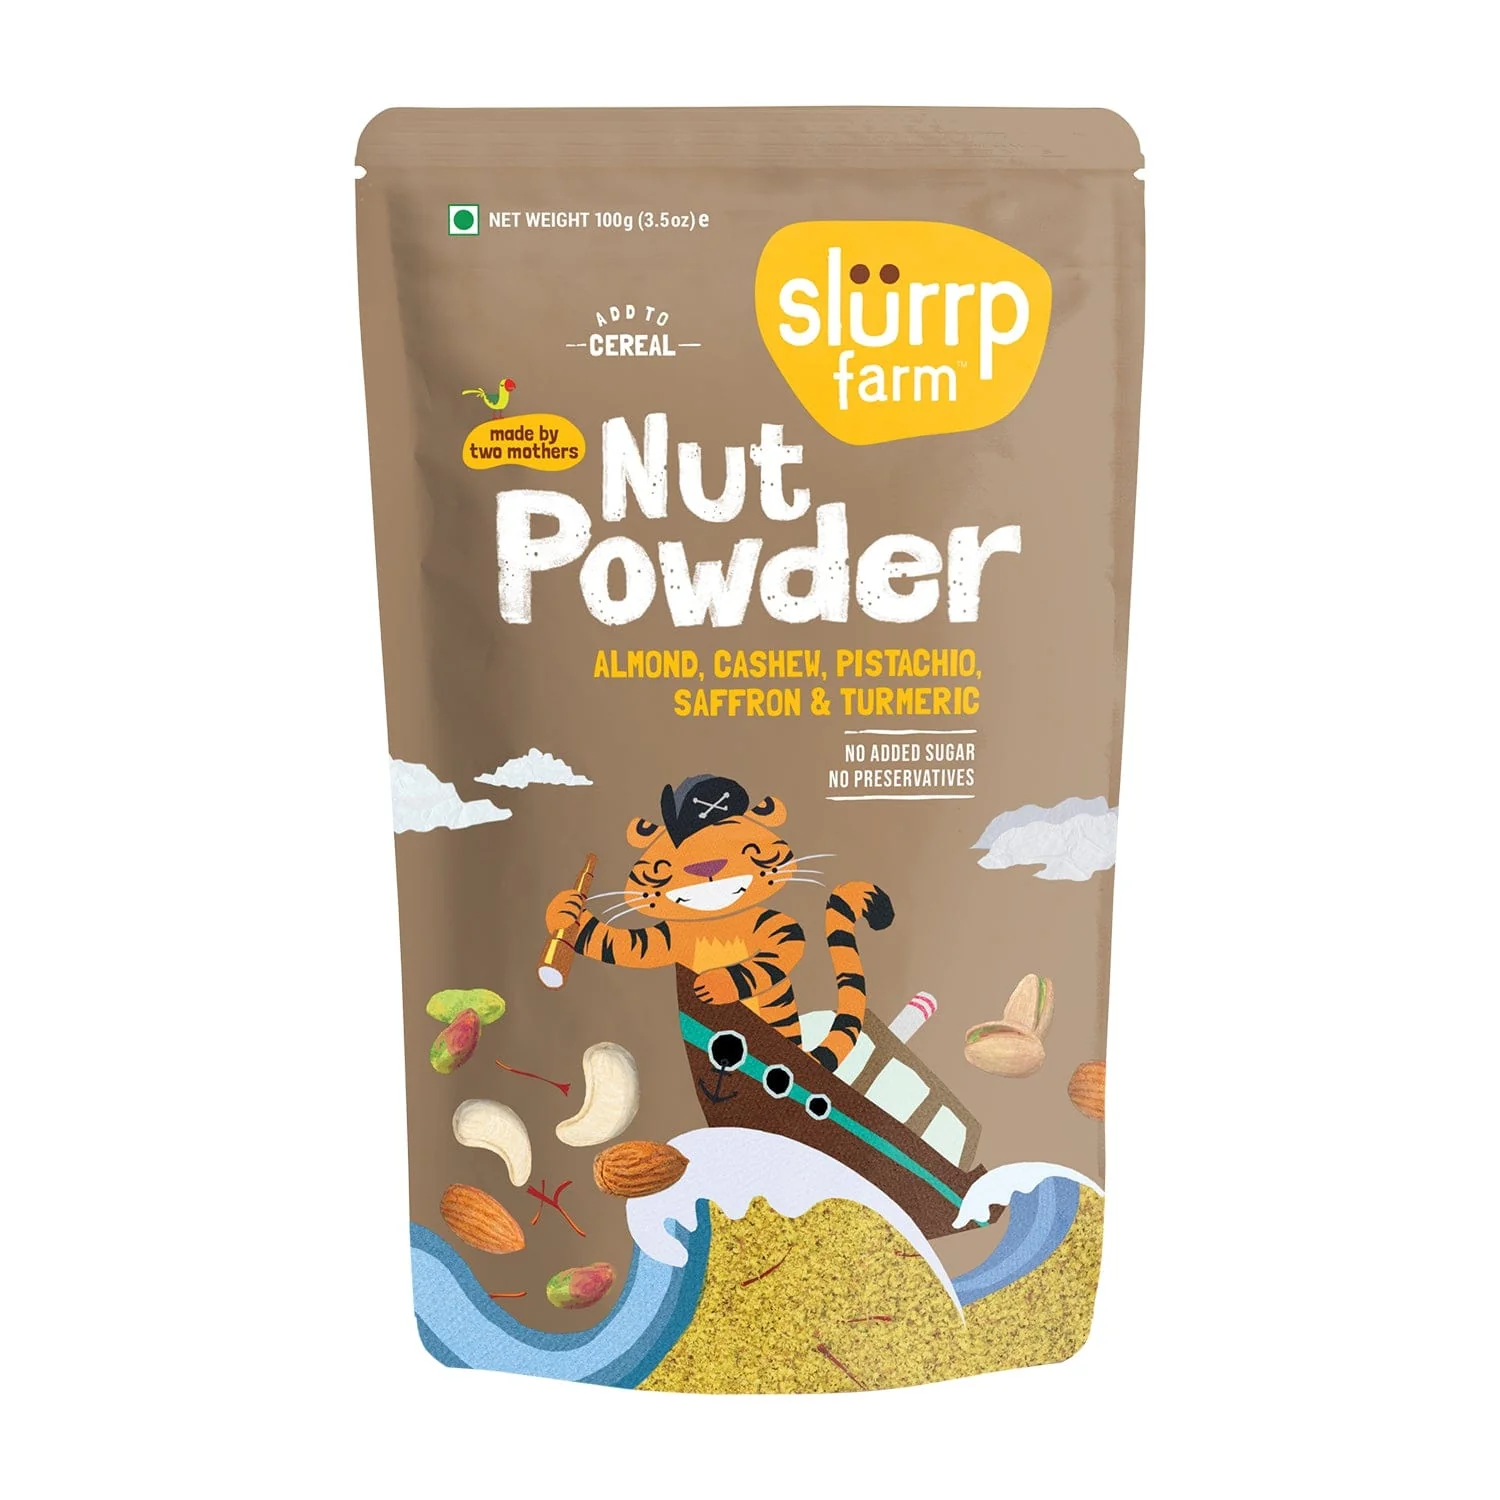 NET WEIGHT 100g (3.5oz) e
slürrp
farm™
ADD TO
CEREAL
made by
two mothers
Nut
Powder
ALMOND, CASHEW, PISTACHIO,
SAFFRON & TURMERIC
NO ADDED SUGAR
NO PRESERVATIVES